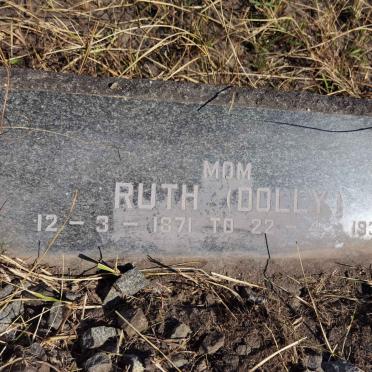 MOM
RUTH (DOLLY)
12 - 3 - 1871 TO 22 -